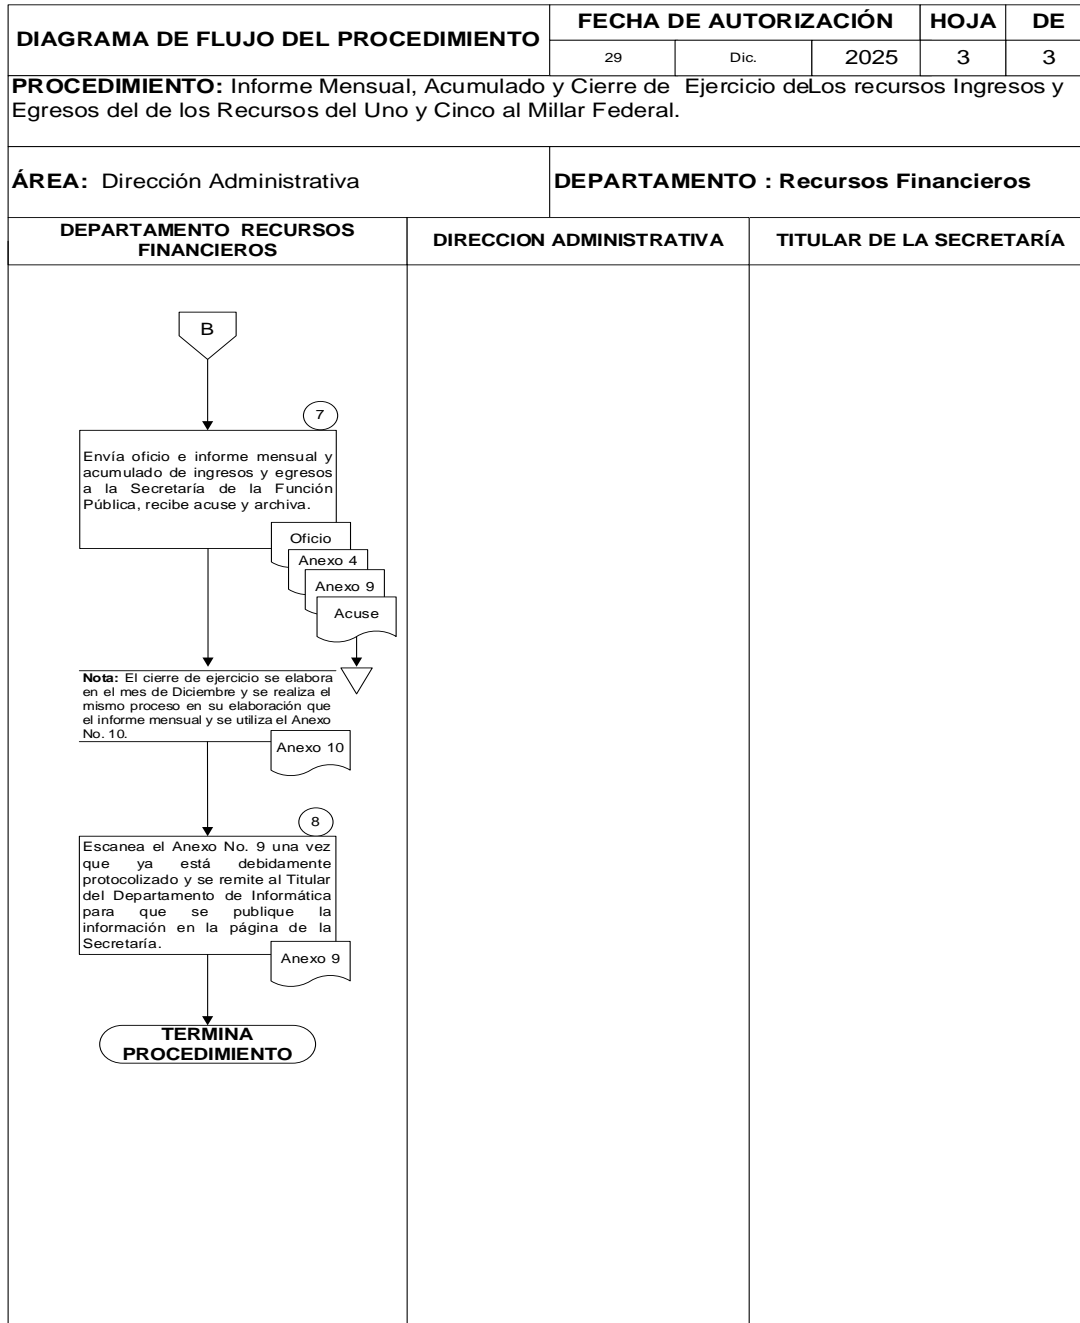 DIAGRAMA DE FLUJO DEL PROCEDIMIENTO
FECHA DE AUTORIZACIÓN
HOJA
DE
29
Dic.
2025
3
3
PROCEDIMIENTO: Informe Mensual, Acumulado y Cierre de Ejercicio deLos recursos Ingresos y
Egresos del de los Recursos del Uno y Cinco al Millar Federal.
ÁREA: Dirección Administrativa
DEPARTAMENTO : Recursos Financieros
DEPARTAMENTO RECURSOS
FINANCIEROS
DIRECCION ADMINISTRATIVA
TITULAR DE LA SECRETARÍA
B
7
Envía oficio e informe mensual y
acumulado de ingresos y egresos
a la Secretaría de la Función
Pública, recibe acuse y archiva.
Oficio
Anexo 4
Anexo 9
Acuse
Nota: El cierre de ejercicio se elabora
en el mes de Diciembre y se realiza el
mismo proceso en su elaboración que
el informe mensual y se utiliza el Anexo
No. 10.
Anexo 10
8
Escanea el Anexo No. 9 una vez
que ya está debidamente
protocolizado y se remite al Titular
del Departamento de Informática
para que se publique la
información en la página de la
Secretaría.
Anexo 9
TERMINA
PROCEDIMIENTO